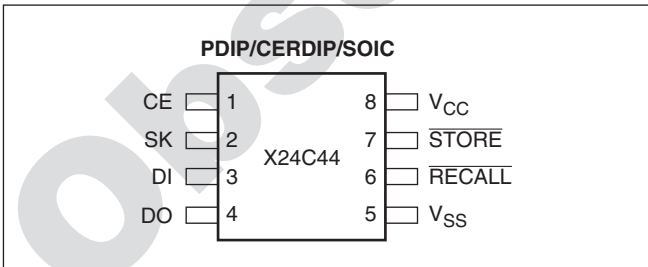 Obs
PDIP/CERDIP/SOIC
CE 1 8 VCC
SK 2 7 STORE
X24C44
DI 3 6 RECALL
DO 4 5 VSS